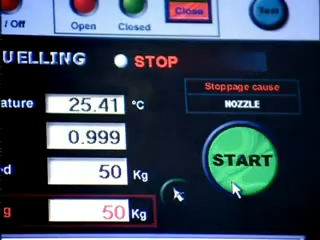 / Off
Open
Closed
Close
Test
UELLING
STOP
Stoppage cause
NOZZLE
ature 25.41 °C
0.999
START
d 50 Kg
g 50 Kg